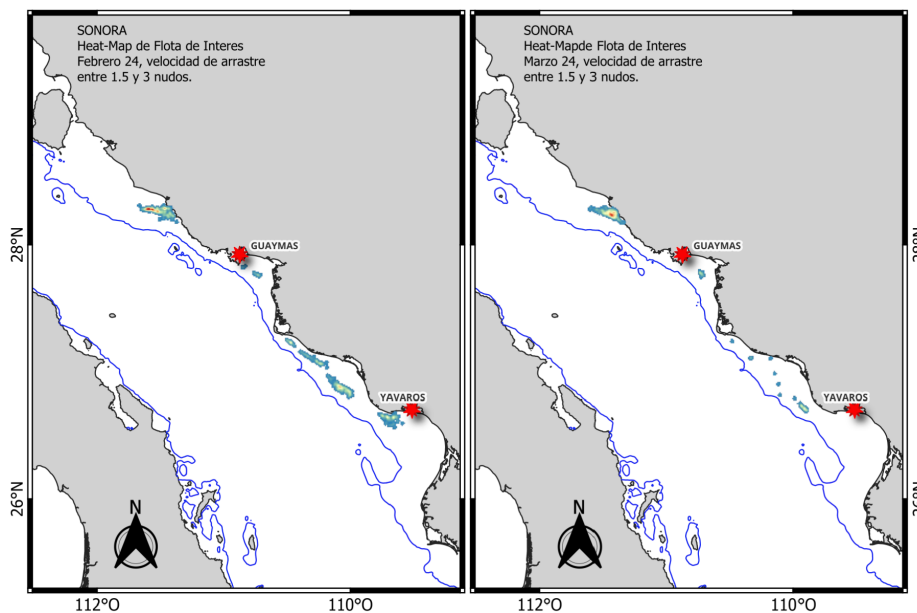 SONORA
Heat-Map de Flota de Interes
Febrero 24, velocidad de arrastre
entre 1.5 y 3 nudos.
GUAYMAS
YAVAROS
N
28°N
26°N
112°O
110°O
SONORA
Heat-Mapde Flota de Interes
Marzo 24, velocidad de arrastre
entre 1.5 y 3 nudos.
GUAYMAS
YAVAROS
N
112°O
110°O